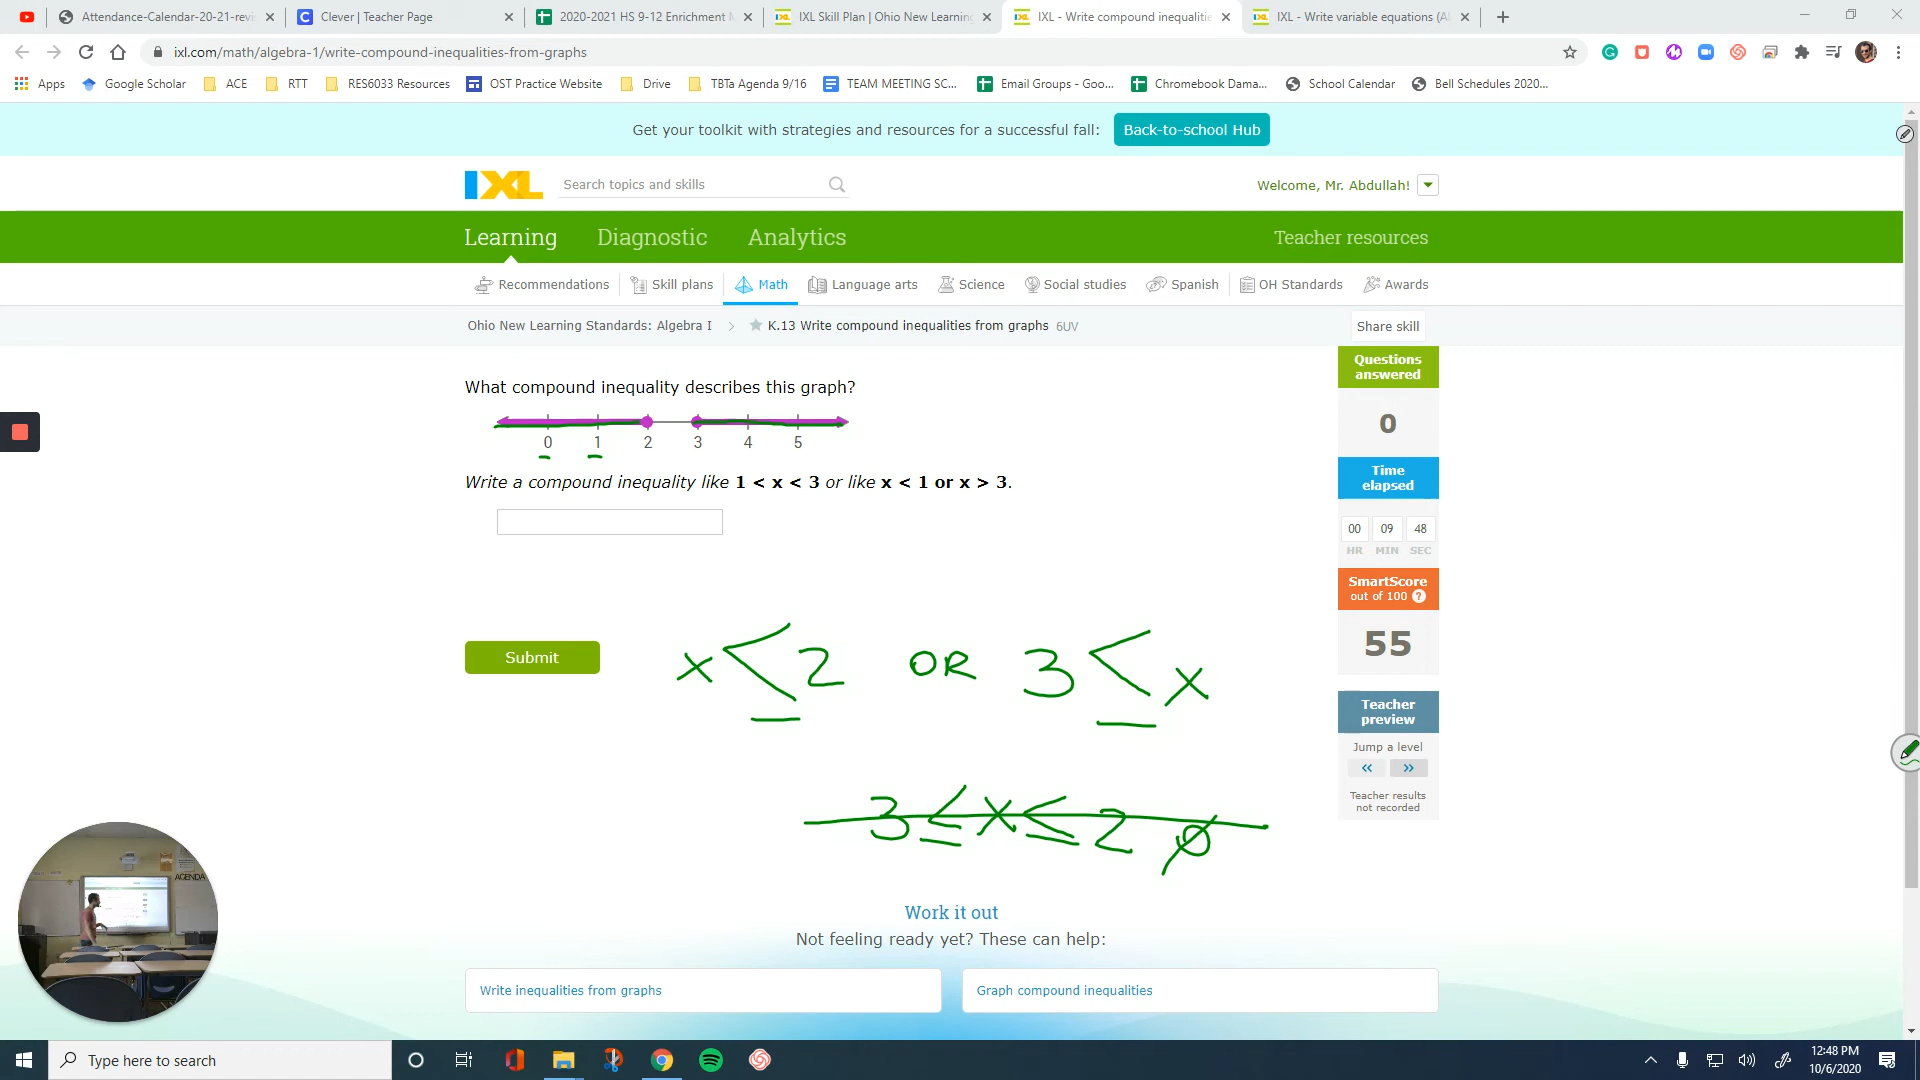 Attendance-Calendar-20-21-revi
Clever | Teacher Page
2020-2021 HS 9-12 Enrichment M
IXL Skill Plan | Ohio New Learning
IXL - Write compound inequalitie
IXL - Write variable equations (Al
ixl.com/math/algebra-1/write-compound-inequalities-from-graphs
Apps Google Scholar ACE RTT RES6033 Resources OST Practice Website Drive TBTa Agenda 9/16 TEAM MEETING SC... Email Groups - Goo... Chromebook Dama... School Calendar Bell Schedules 2020...
Get your toolkit with strategies and resources for a successful fall: Back-to-school Hub
IXL Search topics and skills Welcome, Mr. Abdullah!
Learning Diagnostic Analytics Teacher resources
Recommendations Skill plans Math Language arts Science Social studies Spanish OH Standards Awards
Ohio New Learning Standards: Algebra I > K.13 Write compound inequalities from graphs 6UV Share skill
What compound inequality describes this graph?
0 1 2 3 4 5
Write a compound inequality like 1 < x < 3 or like x < 1 or x > 3.
Submit
x ≤ 2 OR 3 ≤ x
3 ≤ x ≤ 2 Ø
Questions
answered
0
Time
elapsed
00 09 48
HR MIN SEC
SmartScore
out of 100 ?
55
Teacher
preview
Jump a level
<< >>
Teacher results
not recorded
AGENDA
Work it out
Not feeling ready yet? These can help:
Write inequalities from graphs Graph compound inequalities
Type here to search
12:48 PM
10/6/2020